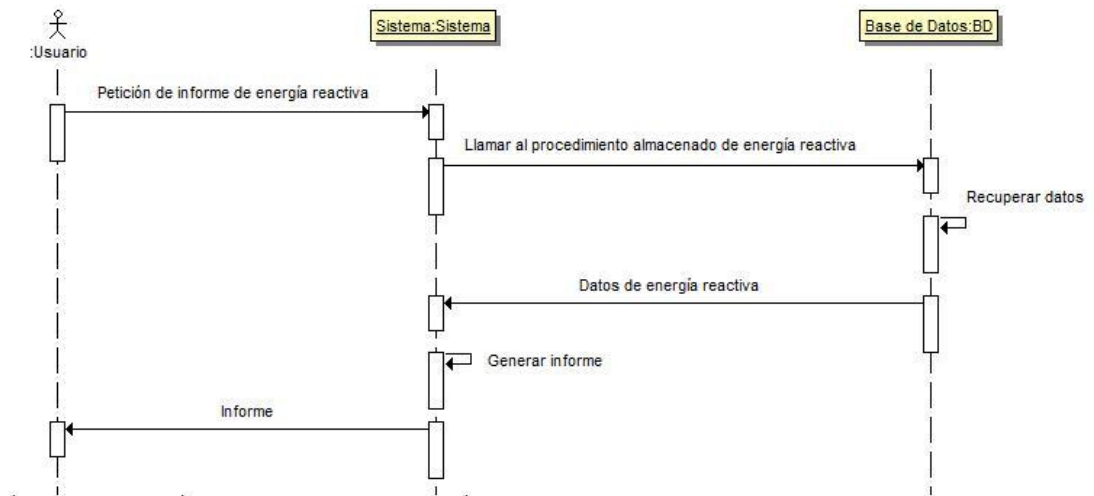 :Usuario
Sistema:Sistema
Base de Datos:BD
Petición de informe de energía reactiva
Llamar al procedimiento almacenado de energía reactiva
Recuperar datos
Datos de energía reactiva
Generar informe
Informe